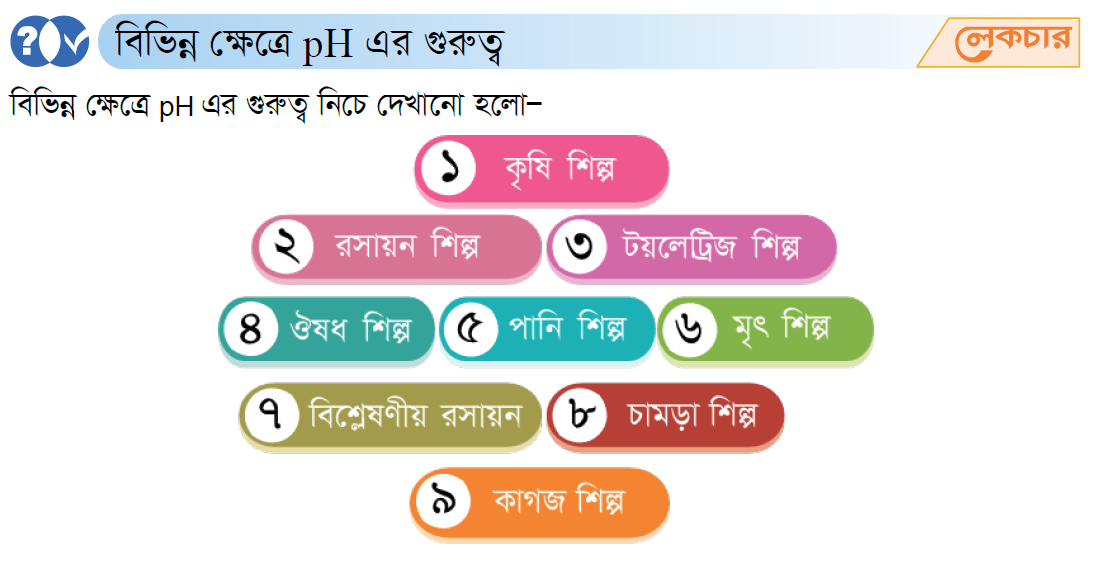 বিভিন্ন ক্ষেত্রে pH এর গুরুত্ব
লেকচার
বিভিন্ন ক্ষেত্রে pH এর গুরুত্ব নিচে দেখানো হলো–
১ কৃষি শিল্প
২ রসায়ন শিল্প
৩ টয়লেট্রিজ শিল্প
৪ ঔষধ শিল্প
৫ পানি শিল্প
৬ মৃৎ শিল্প
৭ বিশ্লেষণীয় রসায়ন
৮ চামড়া শিল্প
৯ কাগজ শিল্প